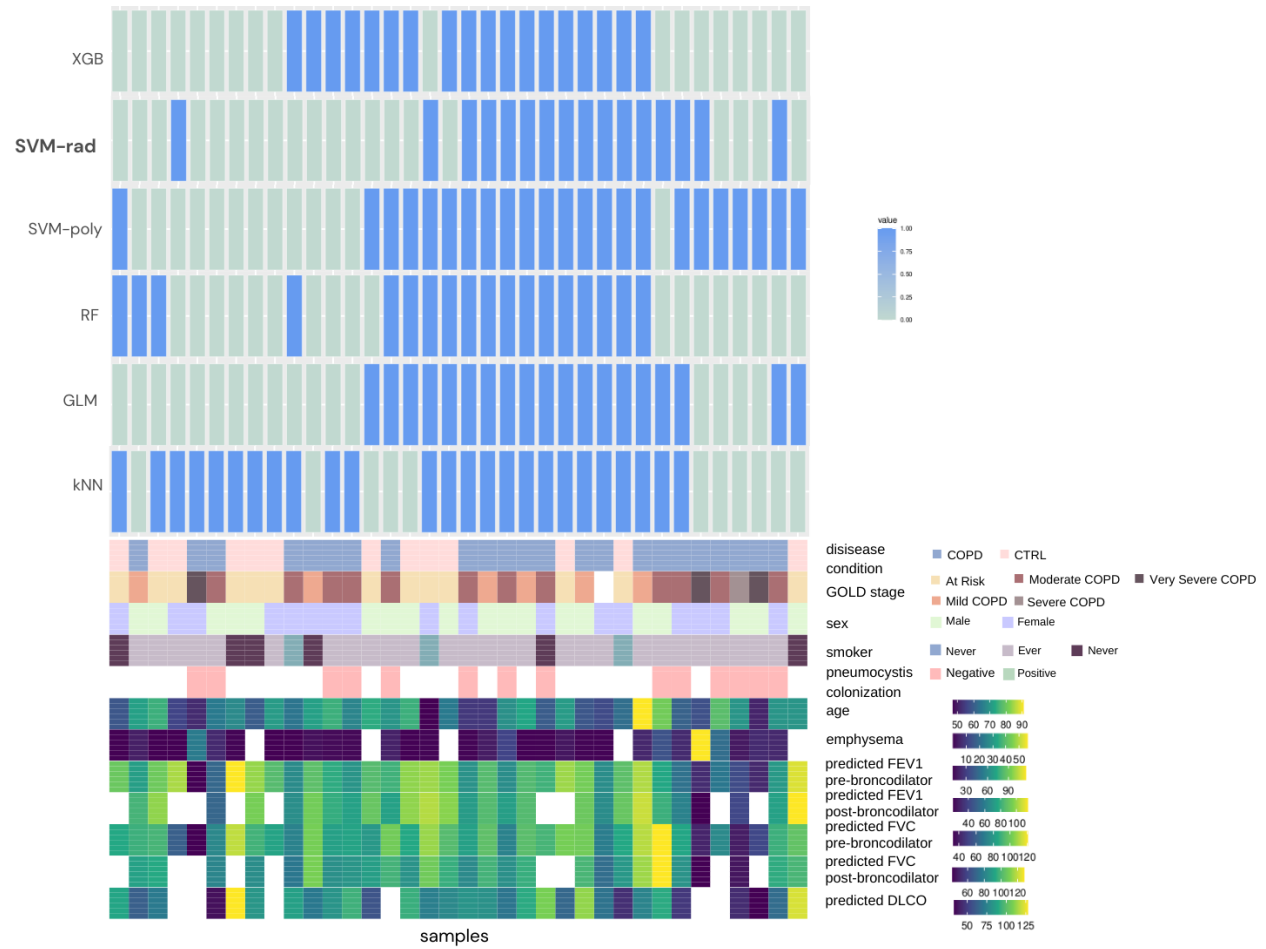 XGB
SVM-rad
SVM-poly
RF
GLM
kNN
value
1.00
0.75
0.50
0.25
0.00
disisease
condition
COPD CTRL
GOLD stage
At Risk Moderate COPD Very Severe COPD
Mild COPD Severe COPD
sex
Male Female
smoker
Never Ever Never
pneumocystis
colonization
Negative Positive
age
50 60 70 80 90
emphysema
10 20 30 40 50
predicted FEV1
pre-broncodilator
30 60 90
predicted FEV1
post-broncodilator
40 60 80 100
predicted FVC
pre-broncodilator
40 60 80 100 120
predicted FVC
post-broncodilator
60 80 100 120
predicted DLCO
50 75 100 125
samples